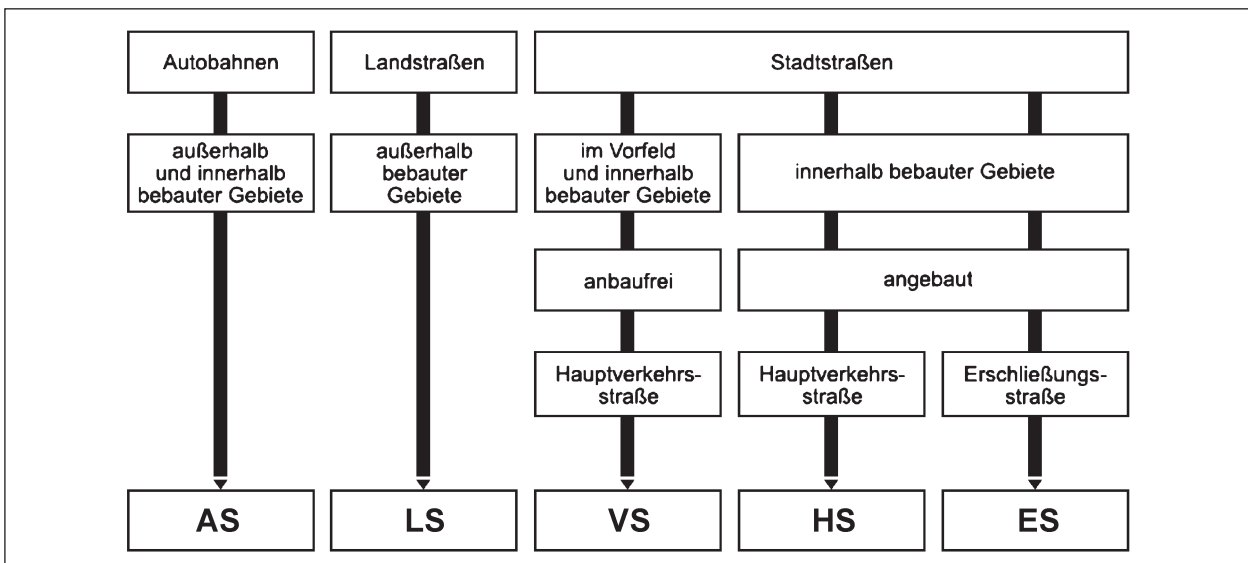 Autobahnen
Landstraßen
Stadtstraßen
außerhalb
und innerhalb
bebauter Gebiete
außerhalb
bebauter
Gebiete
im Vorfeld
und innerhalb
bebauter Gebiete
innerhalb bebauter Gebiete
anbaufrei
angebaut
Hauptverkehrs-
straße
Hauptverkehrs-
straße
Erschließungs-
straße
AS
LS
VS
HS
ES